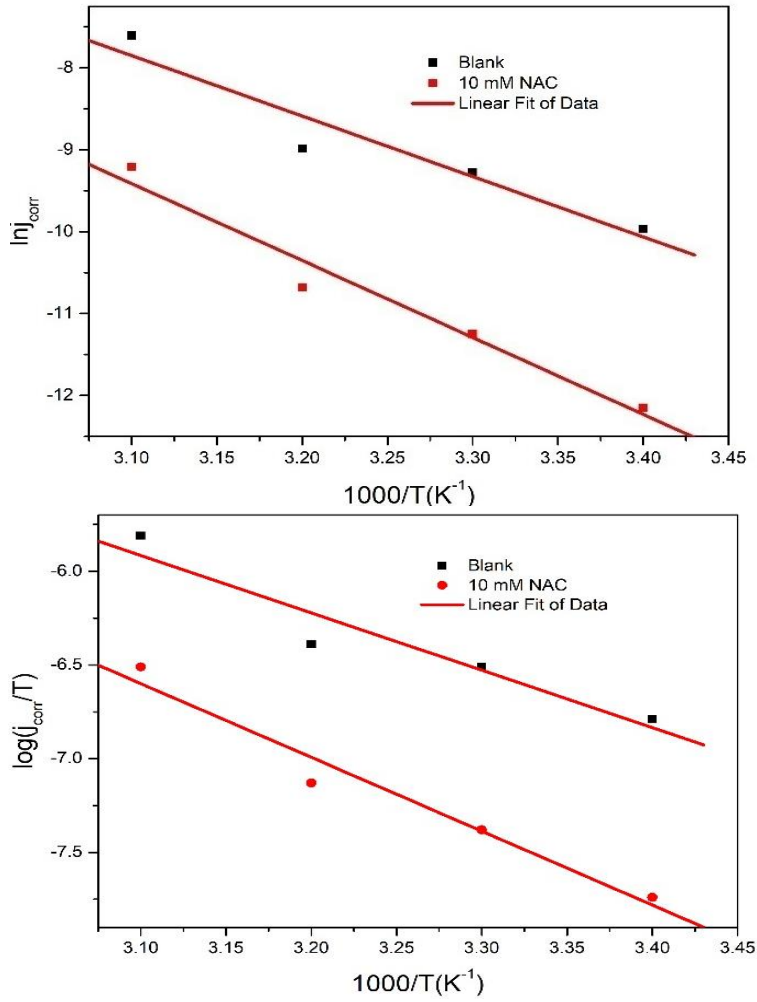 -8
-9
-10
-11
-12
lnj_corr
Blank
10 mM NAC
Linear Fit of Data
3.10 3.15 3.20 3.25 3.30 3.35 3.40 3.45
1000/T(K⁻¹)
-6.0
-6.5
-7.0
-7.5
log(j_corr/T)
Blank
10 mM NAC
Linear Fit of Data
3.10 3.15 3.20 3.25 3.30 3.35 3.40 3.45
1000/T(K⁻¹)